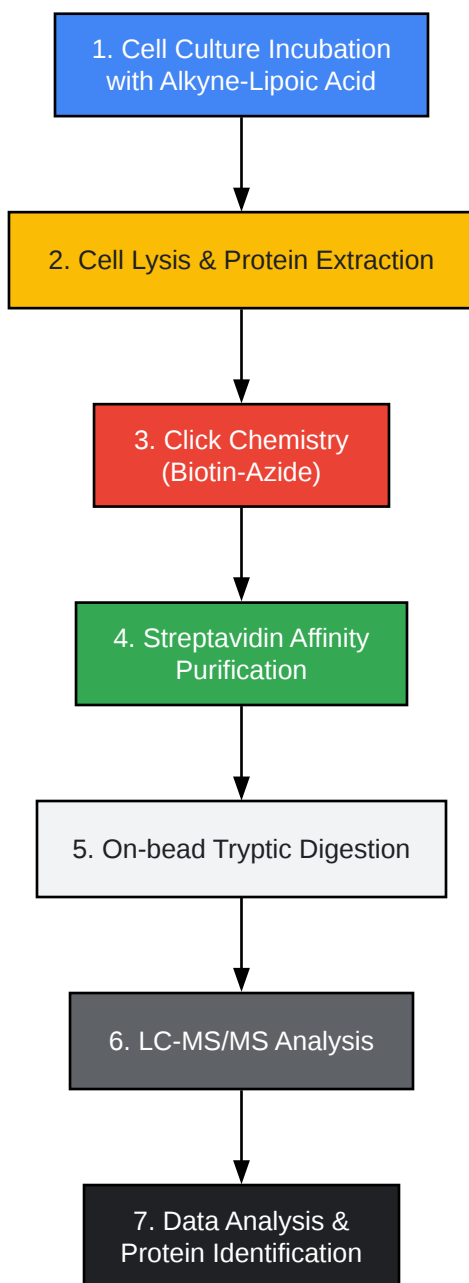 1. Cell Culture Incubation
with Alkyne-Lipoic Acid
2. Cell Lysis & Protein Extraction
3. Click Chemistry
(Biotin-Azide)
4. Streptavidin Affinity
Purification
5. On-bead Tryptic Digestion
6. LC-MS/MS Analysis
7. Data Analysis &
Protein Identification